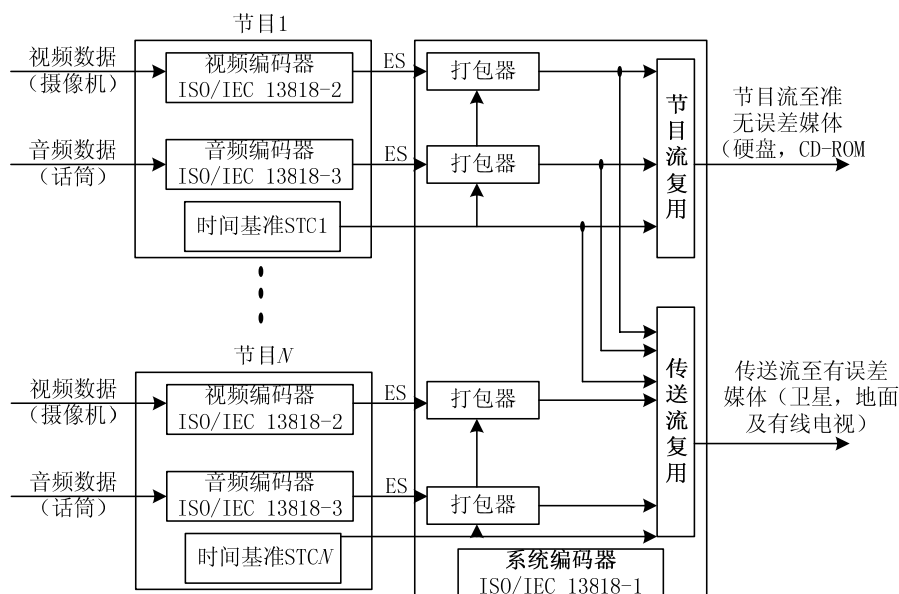 节目1
视频数据
（摄像机）
视频编码器
ISO/IEC 13818-2
ES
打包器
音频数据
（话筒）
音频编码器
ISO/IEC 13818-3
ES
打包器
时间基准STC1
节目流复用
节目流至准
无误差媒体
（硬盘，CD-ROM
节目N
视频数据
（摄像机）
视频编码器
ISO/IEC 13818-2
ES
打包器
音频数据
（话筒）
音频编码器
ISO/IEC 13818-3
ES
打包器
时间基准STCN
传送流复用
传送流至有误差
媒体（卫星，地面
及有线电视）
系统编码器
ISO/IEC 13818-1